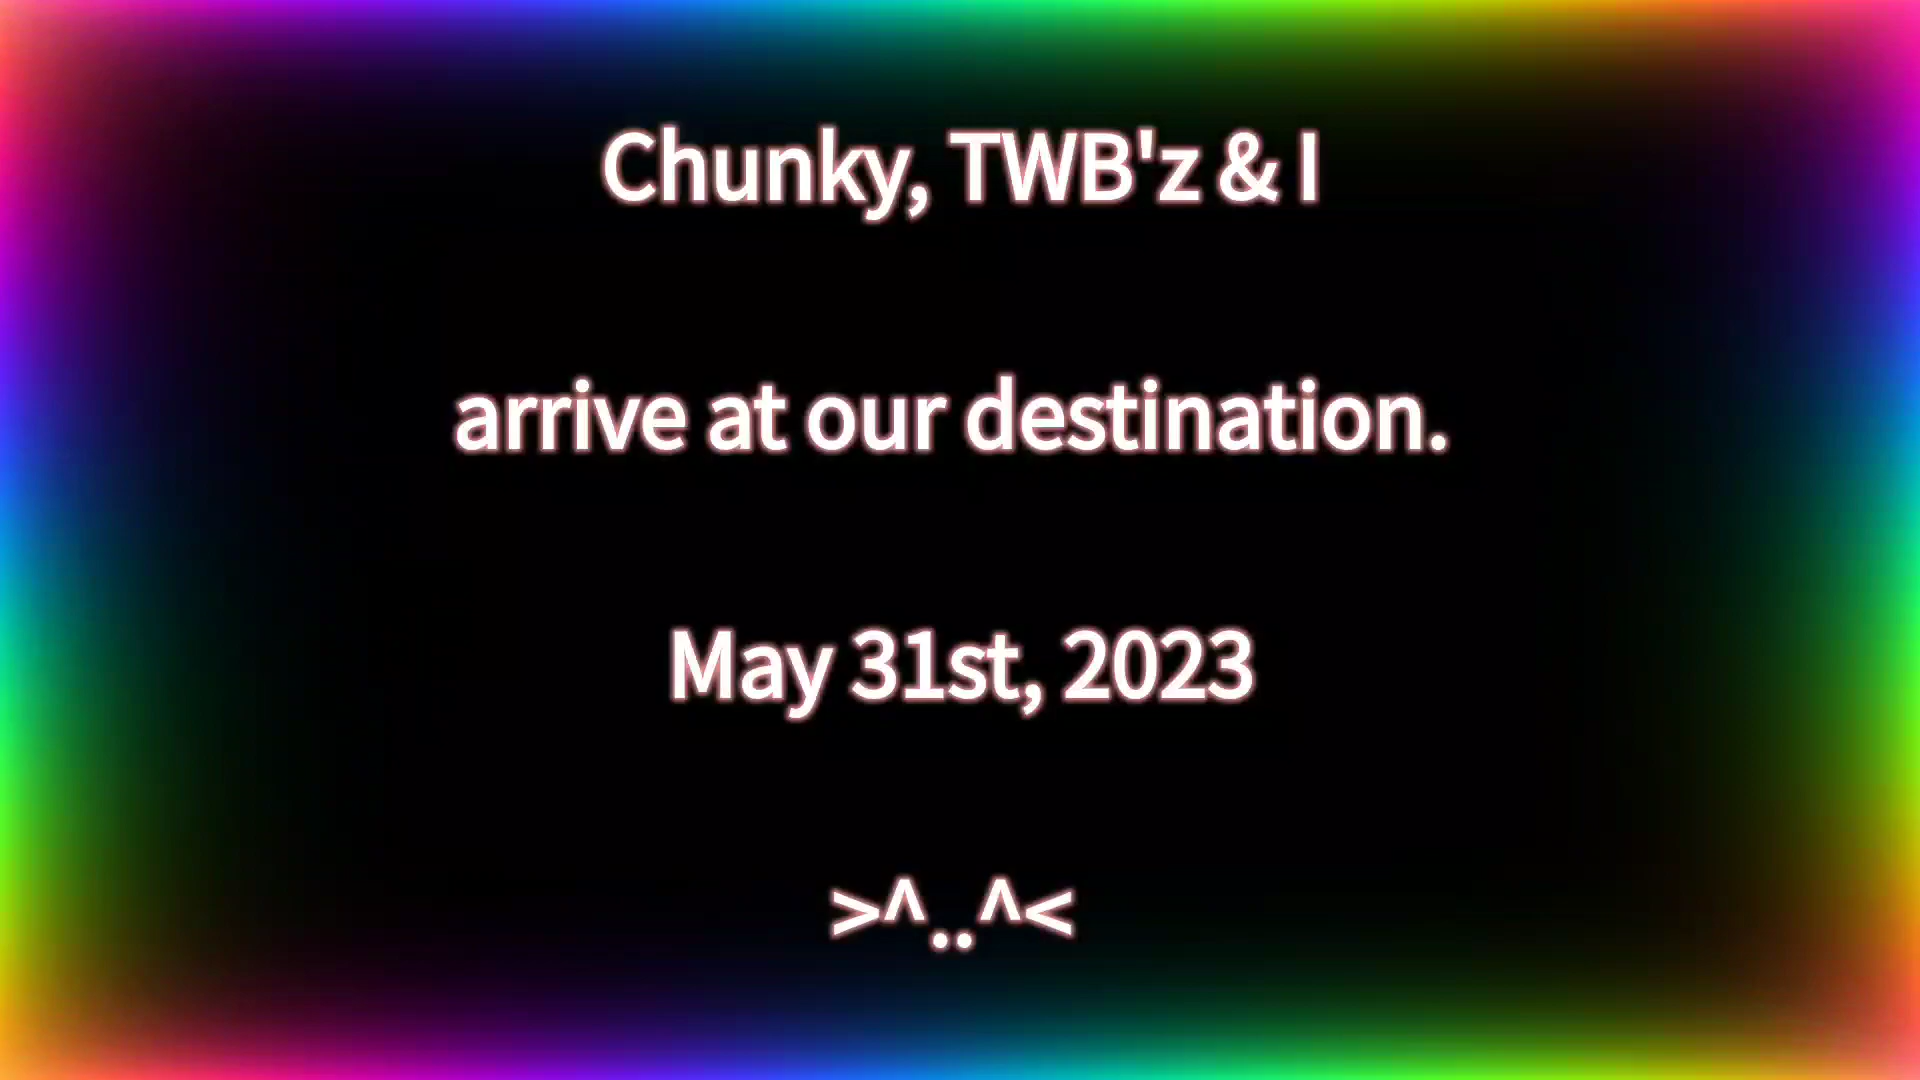 Chunky, TWB'z & I
arrive at our destination.
May 31st, 2023
>^..^<